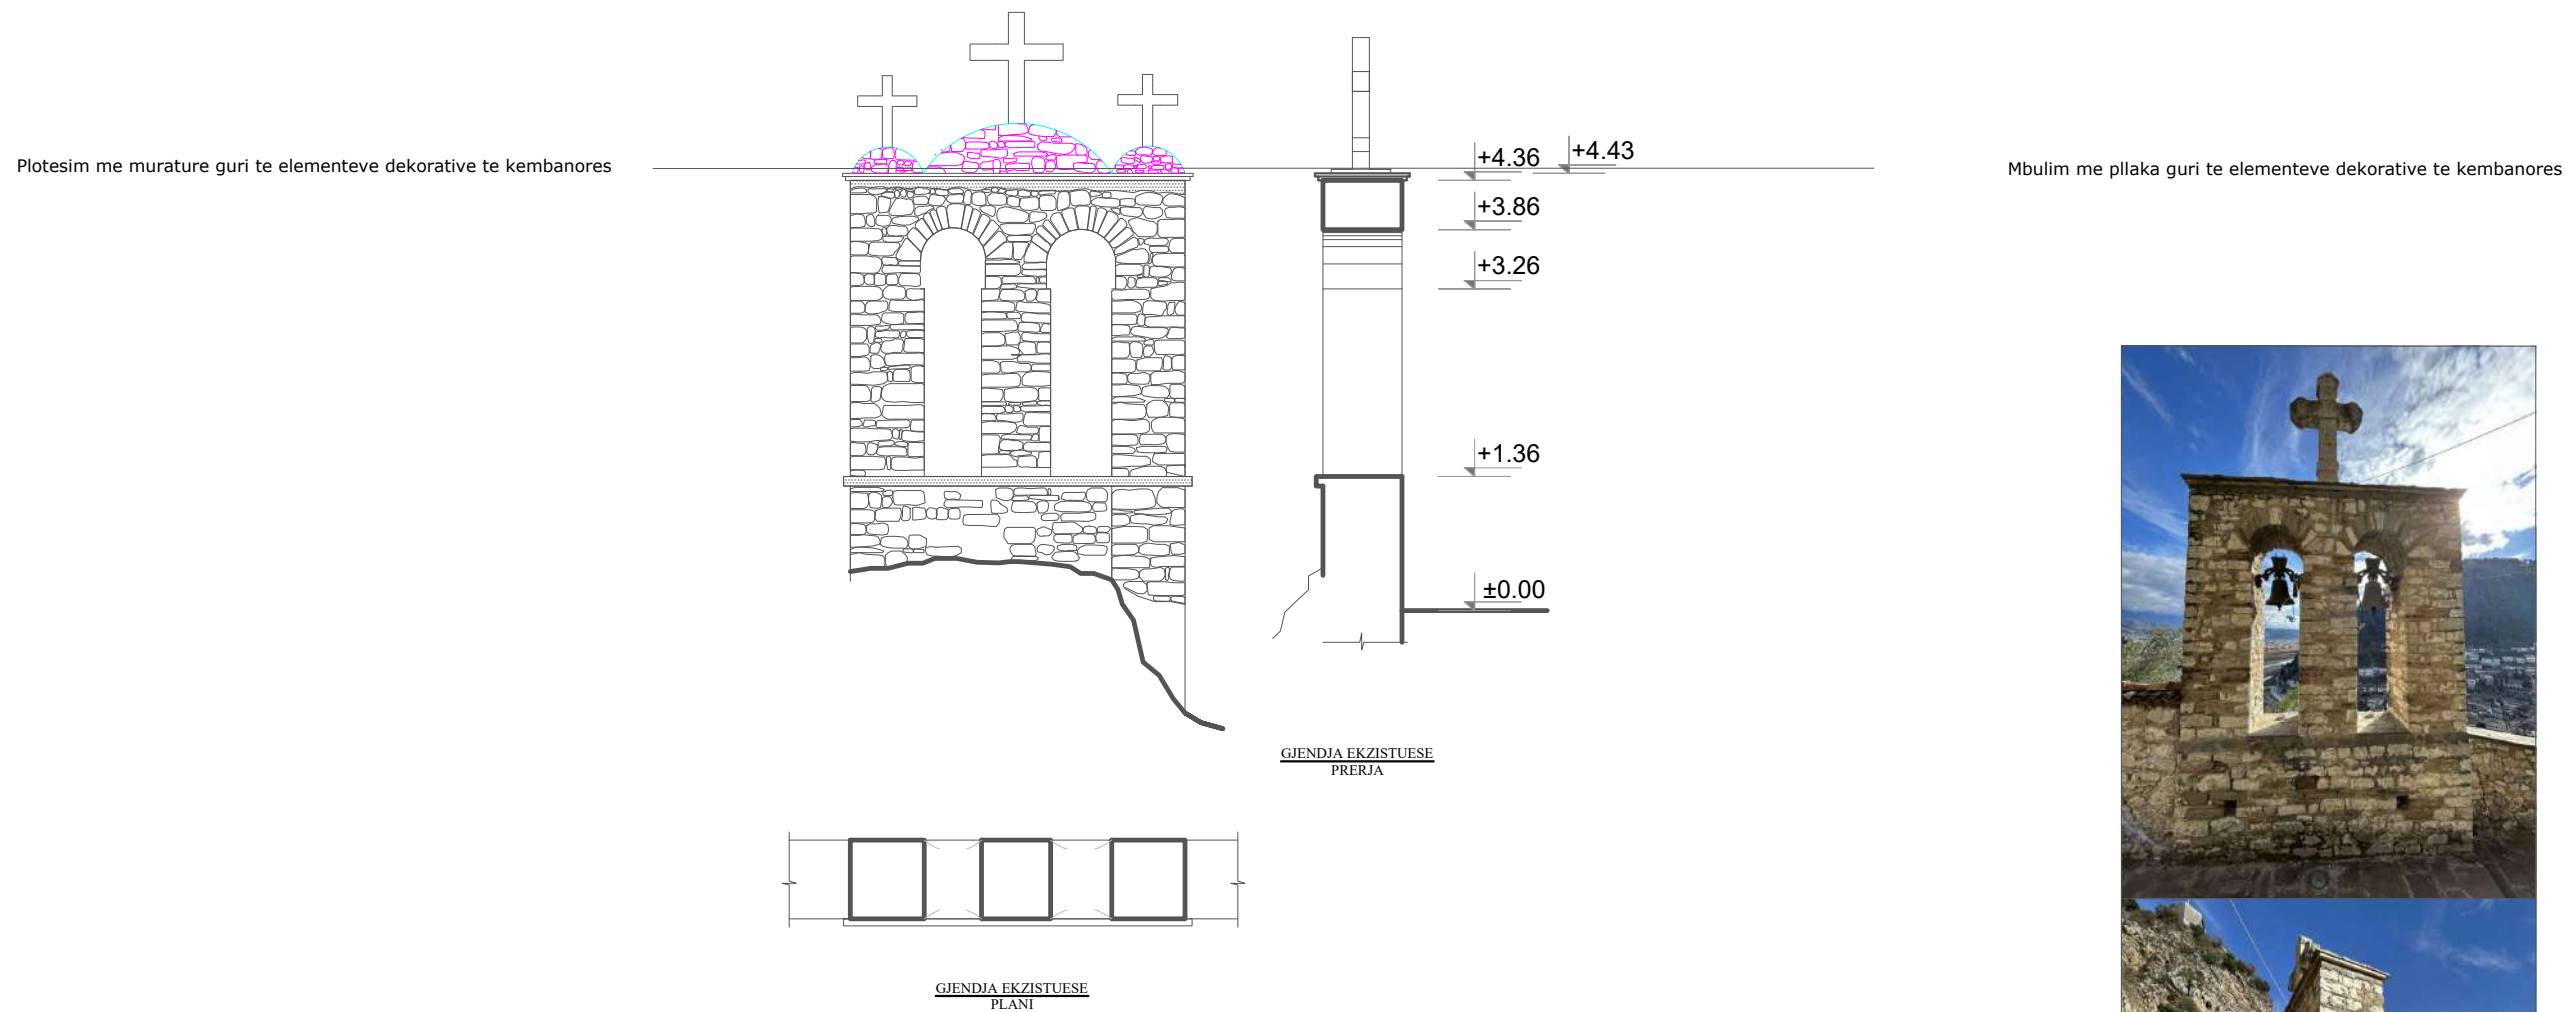 Plotesim me murature guri te elementeve dekorative te kembanores
+4.36
+4.43
Mbulim me pllaka guri te elementeve dekorative te kembanores
+3.86
+3.26
+1.36
±0.00
GJENDJA EKZISTUESE
PRERJA
GJENDJA EKZISTUESE
PLANI